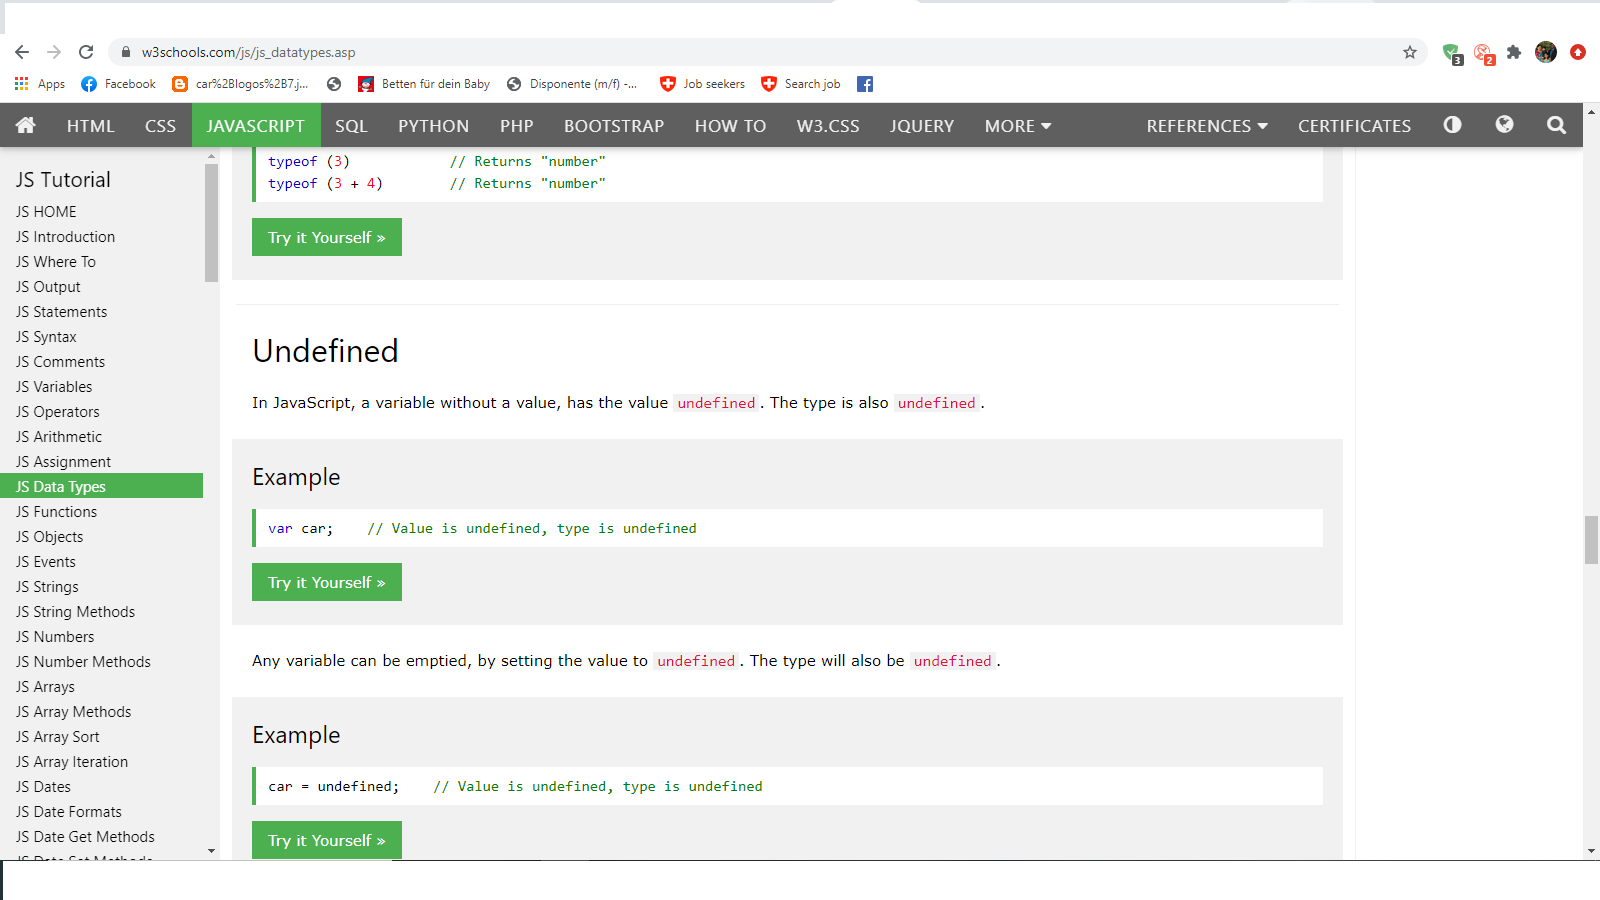 w3schools.com/js/js_datatypes.asp
3
2
Apps
Facebook
car%2Blogos%2B7.j...
Betten für dein Baby
Disponente (m/f) -...
Job seekers
Search job
HTML CSS JAVASCRIPT SQL PYTHON PHP BOOTSTRAP HOW TO W3.CSS JQUERY MORE REFERENCES CERTIFICATES
JS Tutorial
JS HOME
JS Introduction
JS Where To
JS Output
JS Statements
JS Syntax
JS Comments
JS Variables
JS Operators
JS Arithmetic
JS Assignment
JS Data Types
JS Functions
JS Objects
JS Events
JS Strings
JS String Methods
JS Numbers
JS Number Methods
JS Arrays
JS Array Methods
JS Array Sort
JS Array Iteration
JS Dates
JS Date Formats
JS Date Get Methods
JS Date Set Methods
typeof (3) // Returns "number"
typeof (3 + 4) // Returns "number"
Try it Yourself »
Undefined
In JavaScript, a variable without a value, has the value undefined. The type is also undefined.
Example
var car; // Value is undefined, type is undefined
Try it Yourself »
Any variable can be emptied, by setting the value to undefined. The type will also be undefined.
Example
car = undefined; // Value is undefined, type is undefined
Try it Yourself »